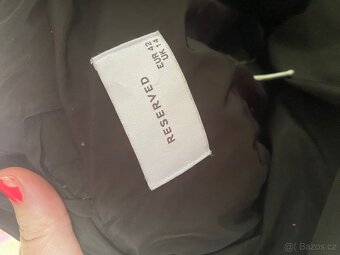 RESERVED
EUR 42
UK 14
Bazos.cz